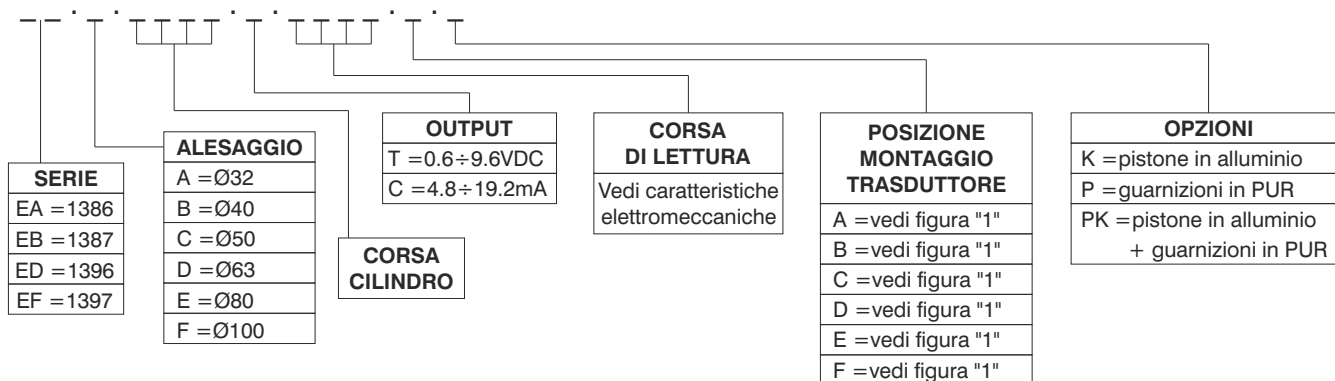 SERIE
EA =1386
EB =1387
ED =1396
EF =1397
ALESAGGIO
A =Ø32
B =Ø40
C =Ø50
D =Ø63
E =Ø80
F =Ø100
CORSA
CILINDRO
OUTPUT
T =0.6÷9.6VDC
C =4.8÷19.2mA
CORSA
DI LETTURA
Vedi caratteristiche
elettromeccaniche
POSIZIONE
MONTAGGIO
TRASDUTTORE
A =vedi figura "1"
B =vedi figura "1"
C =vedi figura "1"
D =vedi figura "1"
E =vedi figura "1"
F =vedi figura "1"
OPZIONI
K =pistone in alluminio
P =guarnizioni in PUR
PK =pistone in alluminio
+ guarnizioni in PUR